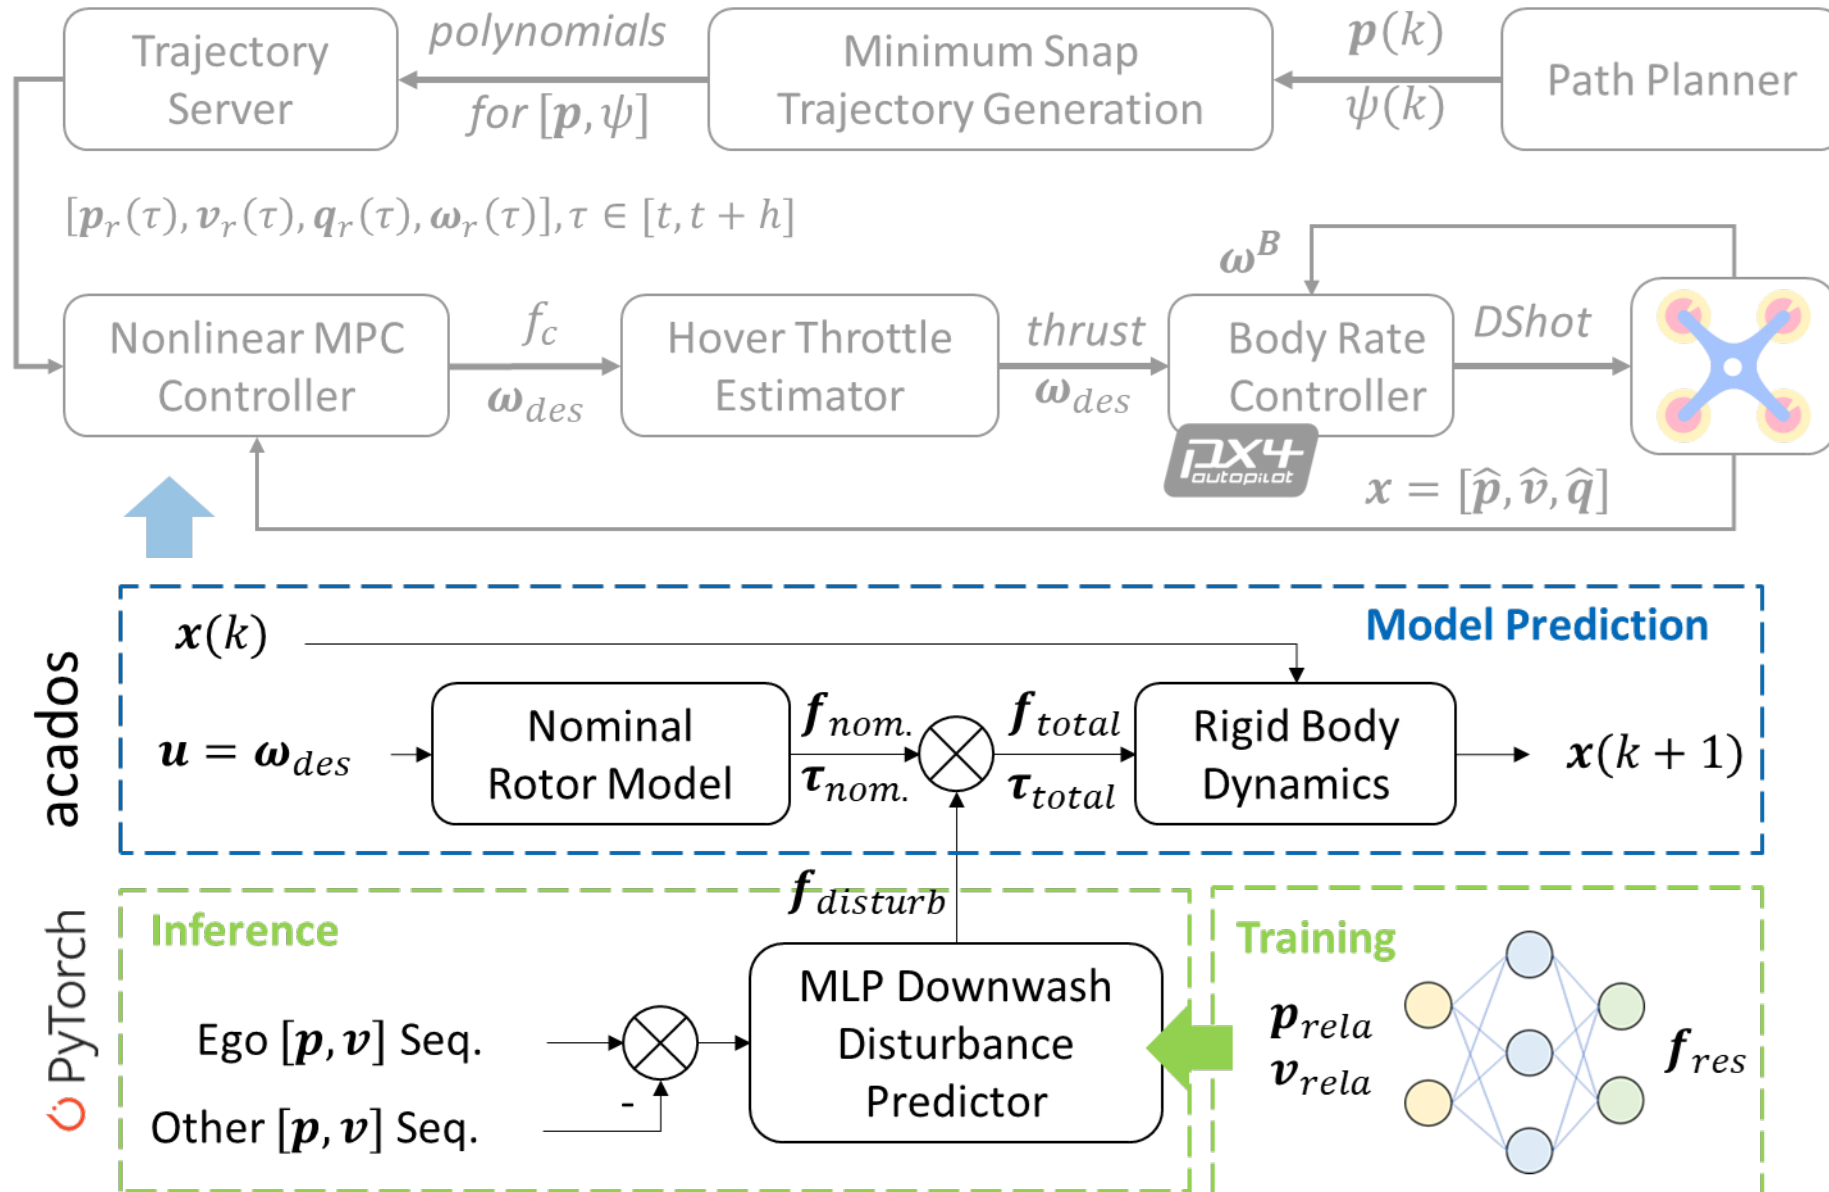 Trajectory
Server
polynomials
for [p, ψ]
Minimum Snap
Trajectory Generation
p(k)
ψ(k)
Path Planner
[p_r(τ), v_r(τ), q_r(τ), ω_r(τ)], τ ∈ [t, t + h]
Nonlinear MPC
Controller
f_c
ω_des
Hover Throttle
Estimator
thrust
ω_des
ω^B
Body Rate
Controller
px4
autopilot
DShot
x = [p̂, v̂, q̂]
acados
Model Prediction
x(k)
u = ω_des
Nominal
Rotor Model
f_nom.
τ_nom.
f_total
τ_total
Rigid Body
Dynamics
x(k + 1)
PyTorch
Inference
f_disturb
Ego [p, v] Seq.
Other [p, v] Seq.
-
MLP Downwash
Disturbance
Predictor
Training
p_rela
v_rela
f_res